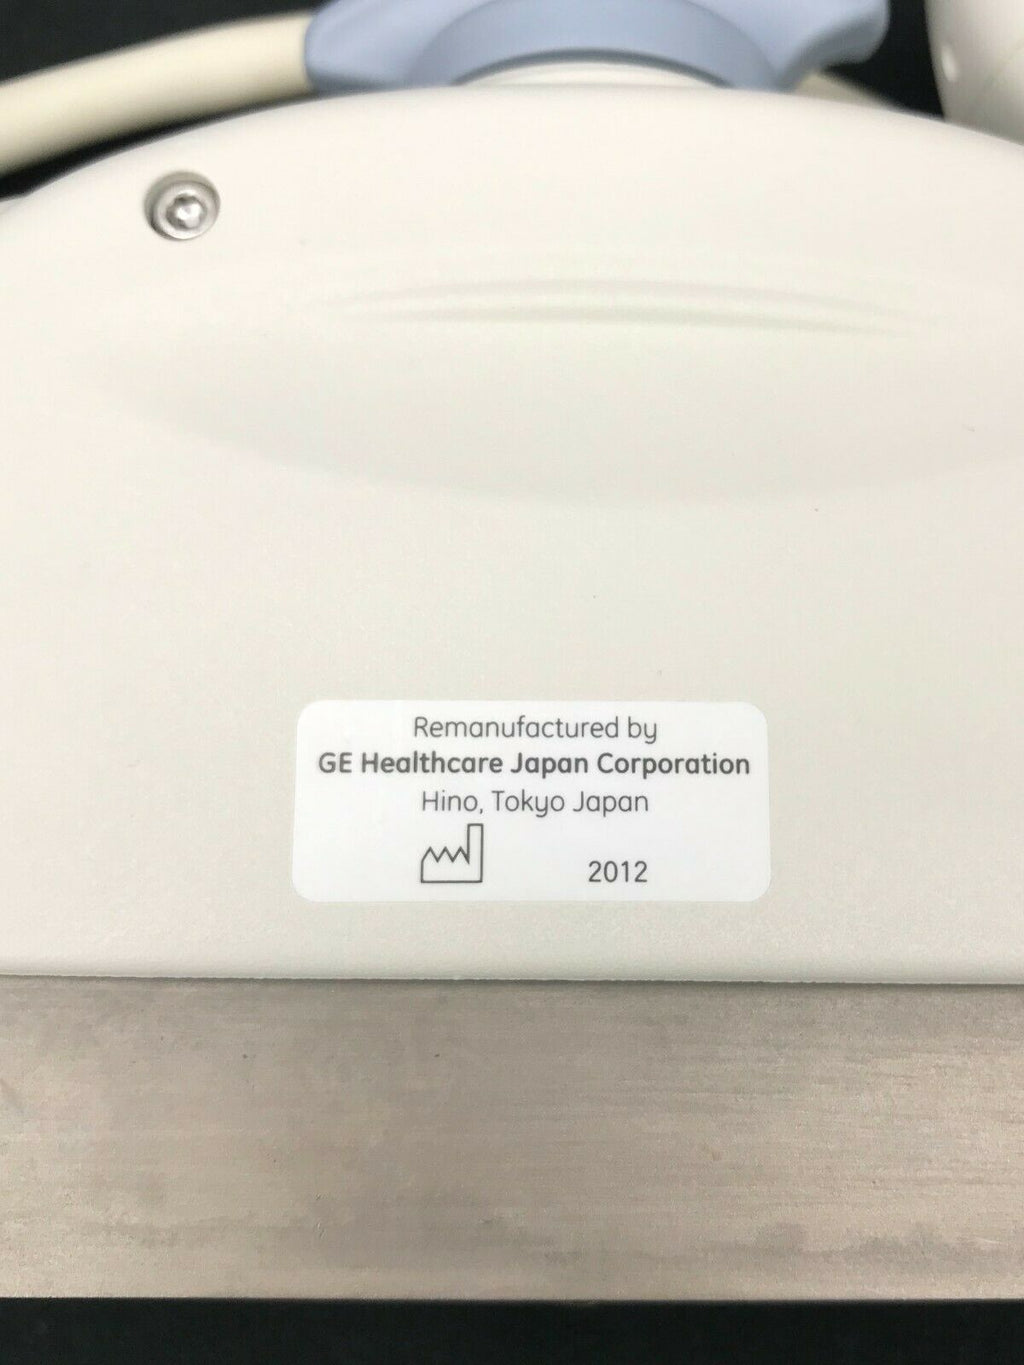 Remanufactured by
GE Healthcare Japan Corporation
Hino, Tokyo Japan
2012